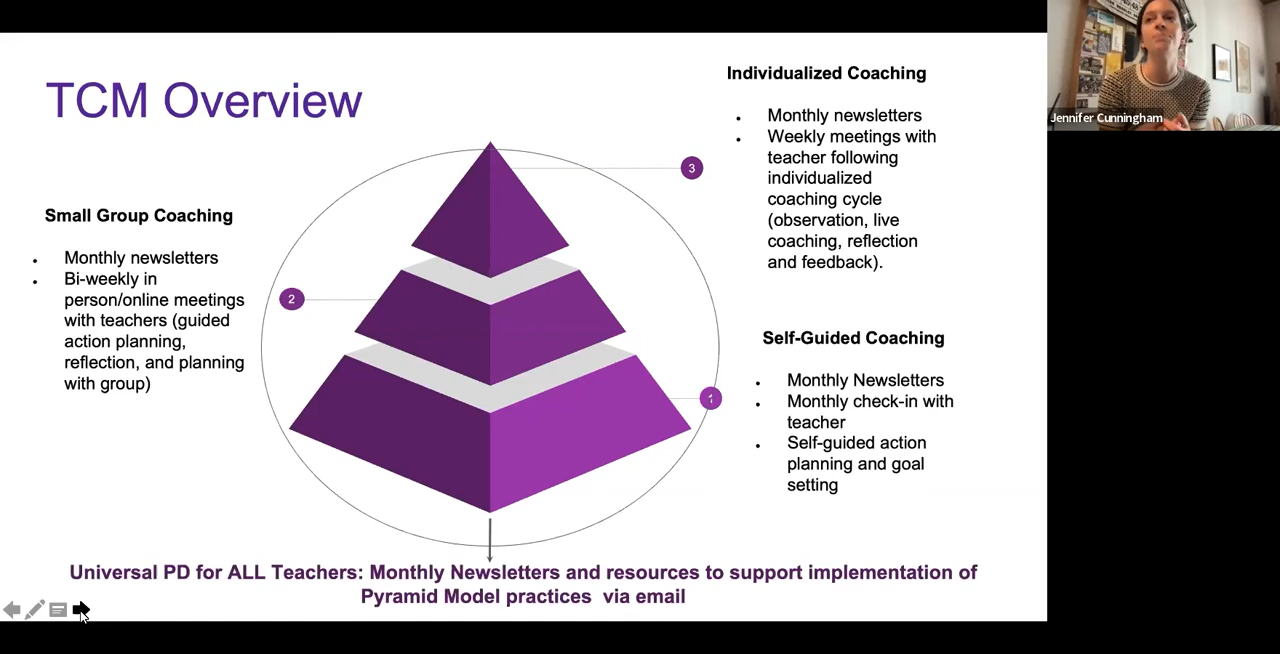 TCM Overview
Small Group Coaching
• Monthly newsletters
• Bi-weekly in
person/online meetings
with teachers (guided
action planning,
reflection, and planning
with group)
3
2
1
Individualized Coaching
• Monthly newsletters
• Weekly meetings with
teacher following
individualized
coaching cycle
(observation, live
coaching, reflection
and feedback).
Self-Guided Coaching
• Monthly Newsletters
• Monthly check-in with
teacher
• Self-guided action
planning and goal
setting
Universal PD for ALL Teachers: Monthly Newsletters and resources to support implementation of
Pyramid Model practices via email
Jennifer Cunningham